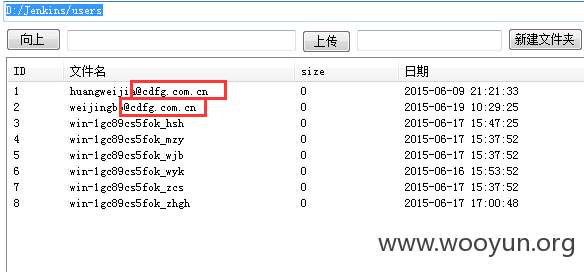 D:/Jenkins/users
向上 上传 新建文件夹
ID 文件名 size 日期
1 huangweijia@cdfg.com.cn 0 2015-06-09 21:21:33
2 weijingbo@cdfg.com.cn 0 2015-06-19 10:29:25
3 win-1gc89cs5fok_hsh 0 2015-06-17 15:47:25
4 win-1gc89cs5fok_mzy 0 2015-06-17 15:37:52
5 win-1gc89cs5fok_wjb 0 2015-06-17 15:37:52
6 win-1gc89cs5fok_wyk 0 2015-06-16 15:53:52
7 win-1gc89cs5fok_zcs 0 2015-06-17 15:37:52
8 win-1gc89cs5fok_zhgh 0 2015-06-17 17:00:48
www.wooyun.org